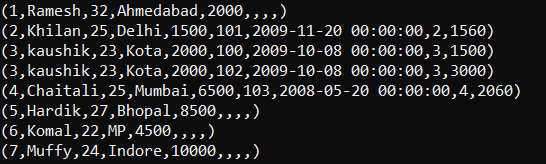 (1,Ramesh,32,Ahmedabad,2000,,,,)
(2,Khilan,25,Delhi,1500,101,2009-11-20 00:00:00,2,1560)
(3,kaushik,23,Kota,2000,100,2009-10-08 00:00:00,3,1500)
(3,kaushik,23,Kota,2000,102,2009-10-08 00:00:00,3,3000)
(4,Chaitali,25,Mumbai,6500,103,2008-05-20 00:00:00,4,2060)
(5,Hardik,27,Bhopal,8500,,,,)
(6,Komal,22,MP,4500,,,,)
(7,Muffy,24,Indore,10000,,,,)